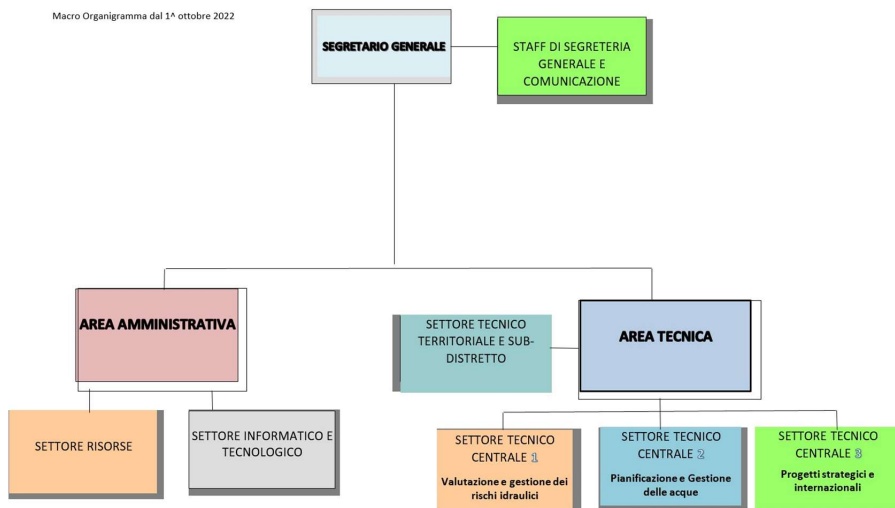 Macro Organigramma dal 1^ ottobre 2022
SEGRETARIO GENERALE
STAFF DI SEGRETERIA
GENERALE E
COMUNICAZIONE
AREA AMMINISTRATIVA
SETTORE TECNICO
TERRITORIALE E SUB-
DISTRETTO
AREA TECNICA
SETTORE RISORSE
SETTORE INFORMATICO E
TECNOLOGICO
SETTORE TECNICO
CENTRALE 1
Valutazione e gestione dei
rischi idraulici
SETTORE TECNICO
CENTRALE 2
Pianificazione e Gestione
delle acque
SETTORE TECNICO
CENTRALE 3
Progetti strategici e
internazionali